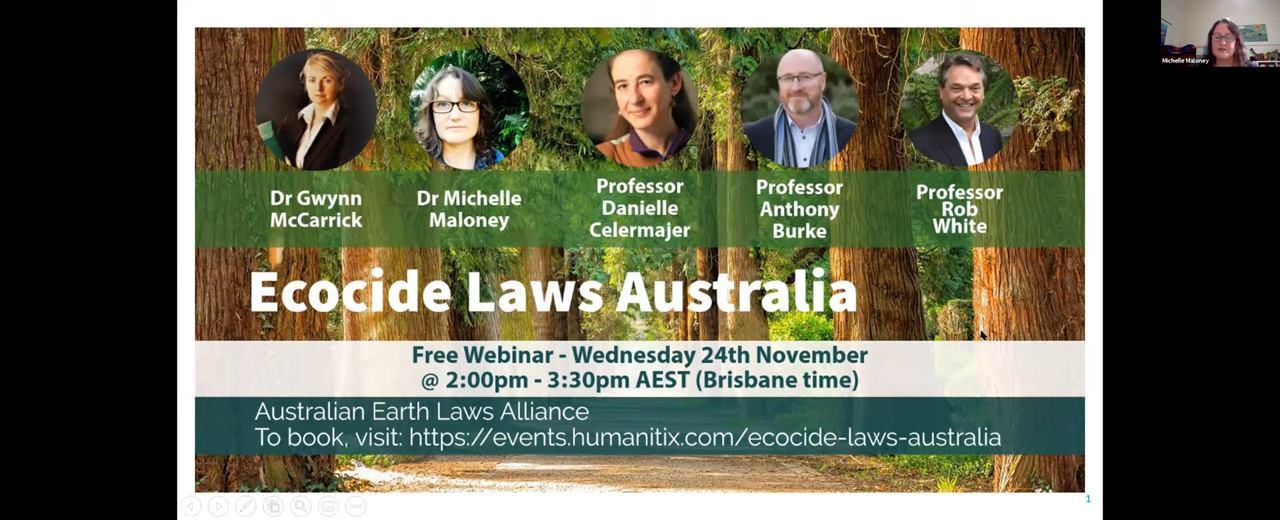 Michelle Maloney
Dr Gwynn
McCarrick
Dr Michelle
Maloney
Professor
Danielle
Celermajer
Professor
Anthony
Burke
Professor
Rob
White
Ecocide Laws Australia
Free Webinar - Wednesday 24th November
@ 2:00pm - 3:30pm AEST (Brisbane time)
Australian Earth Laws Alliance
To book, visit: https://events.humanitix.com/ecocide-laws-australia
1